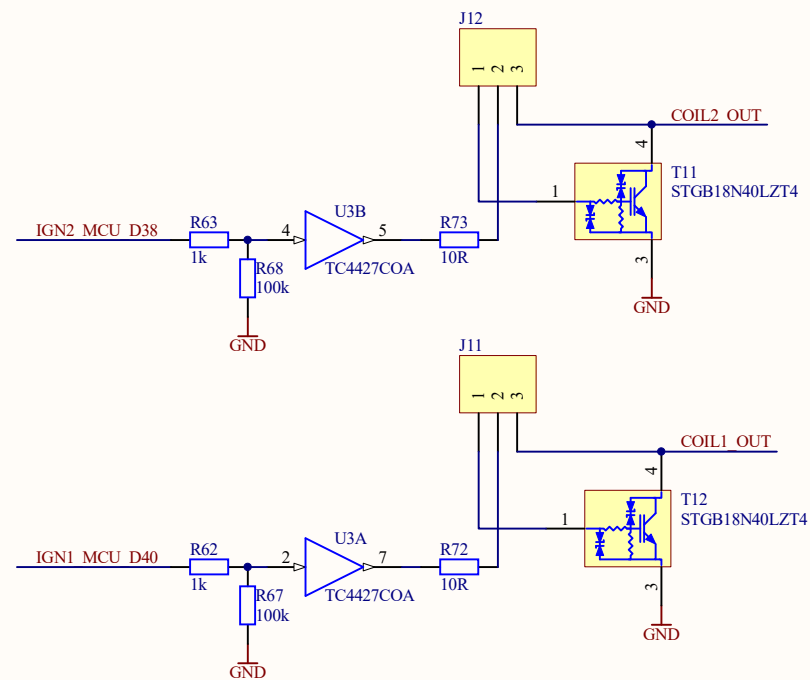 J12
1 2 3
COIL2_OUT
4
T11
STGB18N40LZT4
1
3
GND
IGN2_MCU_D38
R63
1k
R68
100k
GND
4
U3B
5
TC4427COA
R73
10R
J11
1 2 3
COIL1_OUT
4
T12
STGB18N40LZT4
1
3
GND
IGN1_MCU_D40
R62
1k
R67
100k
GND
2
U3A
7
TC4427COA
R72
10R